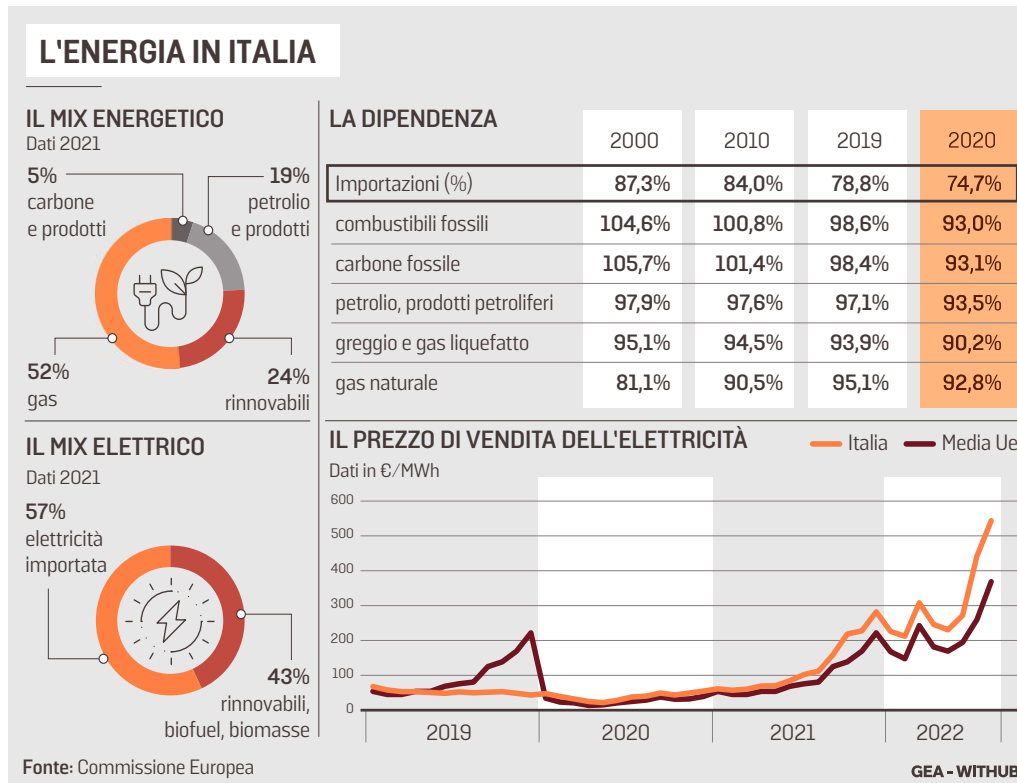 L'ENERGIA IN ITALIA
IL MIX ENERGETICO
Dati 2021
5%
carbone
e prodotti
19%
petrolio
e prodotti
52%
gas
24%
rinnovabili
LA DIPENDENZA
2000 2010 2019 2020
Importazioni (%) 87,3% 84,0% 78,8% 74,7%
combustibili fossili 104,6% 100,8% 98,6% 93,0%
carbone fossile 105,7% 101,4% 98,4% 93,1%
petrolio, prodotti petroliferi 97,9% 97,6% 97,1% 93,5%
greggio e gas liquefatto 95,1% 94,5% 93,9% 90,2%
gas naturale 81,1% 90,5% 95,1% 92,8%
IL MIX ELETTRICO
Dati 2021
57%
elettricità
importata
43%
rinnovabili,
biofuel, biomasse
IL PREZZO DI VENDITA DELL'ELETTRICITÀ
Italia Media Ue
Dati in €/MWh
600
500
400
300
200
100
0
2019 2020 2021 2022
Fonte: Commissione Europea
GEA - WITHUB